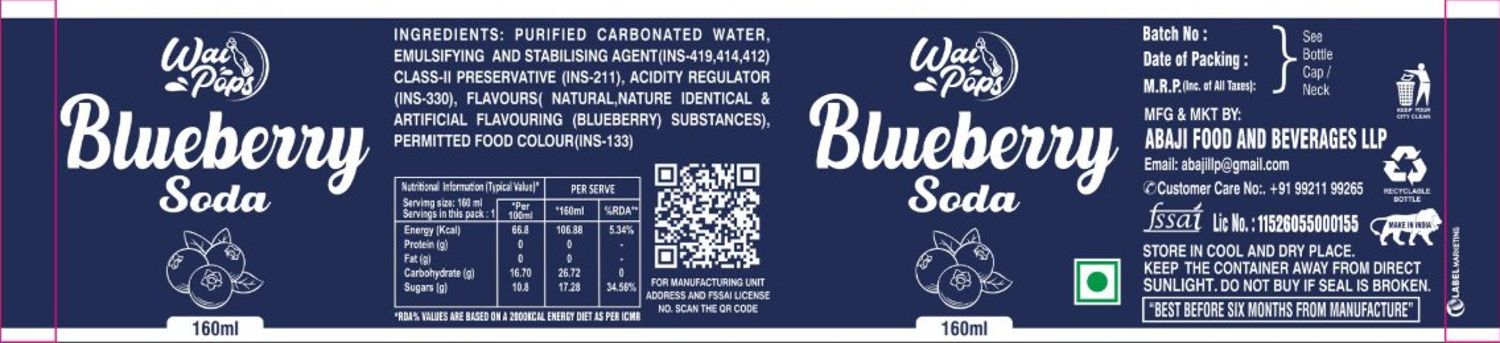 Wai
Pops
Blueberry
Soda
160ml
INGREDIENTS: PURIFIED CARBONATED WATER,
EMULSIFYING AND STABILISING AGENT(INS-419,414,412)
CLASS-II PRESERVATIVE (INS-211), ACIDITY REGULATOR
(INS-330), FLAVOURS( NATURAL,NATURE IDENTICAL &
ARTIFICIAL FLAVOURING (BLUEBERRY) SUBSTANCES),
PERMITTED FOOD COLOUR(INS-133)
Nutritional Information (Typical Value)* PER SERVE
Servimg size: 160 ml
Servings in this pack : 1 *Per 100ml *160ml %RDA**
Energy (Kcal) 66.8 106.88 5.34%
Protein (g) 0 0 -
Fat (g) 0 0 -
Carbohydrate (g) 16.70 26.72 0
Sugars (g) 10.8 17.28 34.56%
*RDA% VALUES ARE BASED ON A 2000KCAL ENERGY DIET AS PER ICMR
FOR MANUFACTURING UNIT
ADDRESS AND FSSAI LICENSE
NO. SCAN THE QR CODE
Wai
Pops
Blueberry
Soda
160ml
Batch No :
Date of Packing :
M.R.P.(Inc. of All Taxes):
See
Bottle
Cap /
Neck
KEEP YOUR
CITY CLEAN
MFG & MKT BY:
ABAJI FOOD AND BEVERAGES LLP
Email: abajillp@gmail.com
Customer Care No:. +91 99211 99265
RECYCLABLE
BOTTLE
fssai Lic No. : 11526055000155
MAKE IN INDIA
STORE IN COOL AND DRY PLACE.
KEEP THE CONTAINER AWAY FROM DIRECT
SUNLIGHT. DO NOT BUY IF SEAL IS BROKEN.
"BEST BEFORE SIX MONTHS FROM MANUFACTURE"
LABEL MARKETING